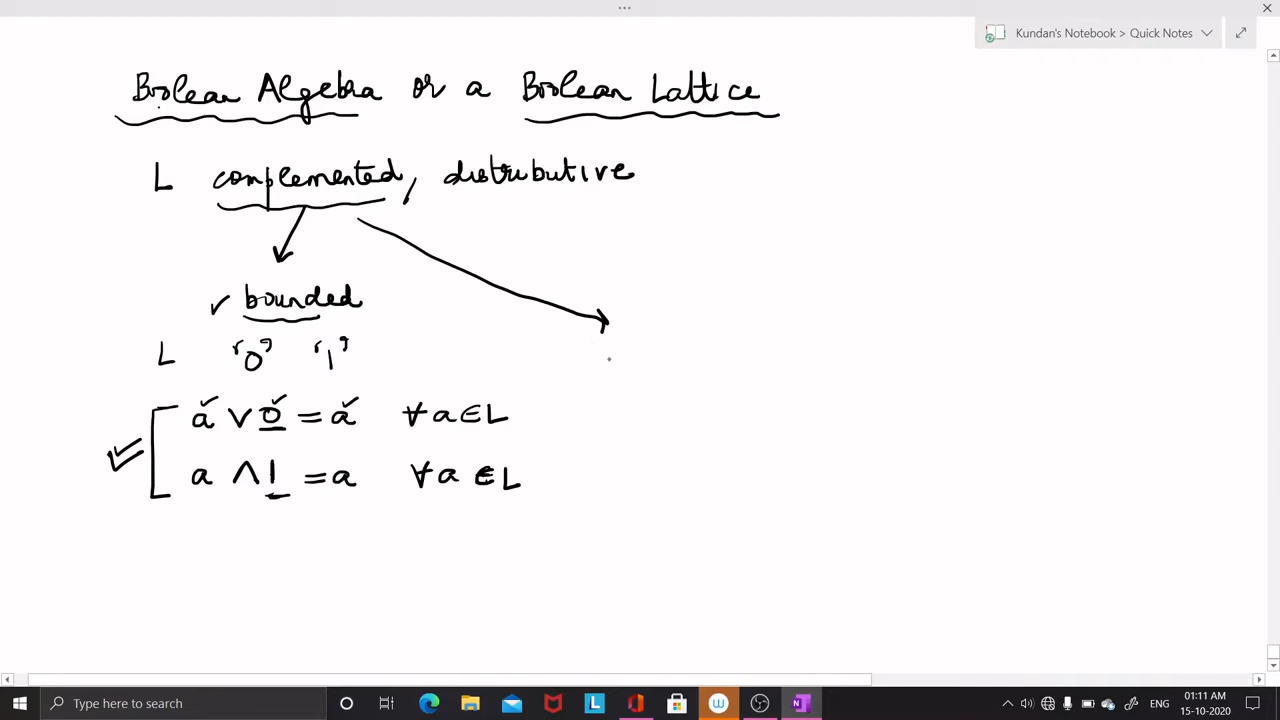 Kundan's Notebook > Quick Notes
Boolean Algebra or a Boolean Lattice
L complemented, distributive
✓ bounded
L "0" "1"
a ∨ 0 = a ∀ a ∈ L
a ∧ 1 = a ∀ a ∈ L
Type here to search
ENG
01:11 AM
15-10-2020